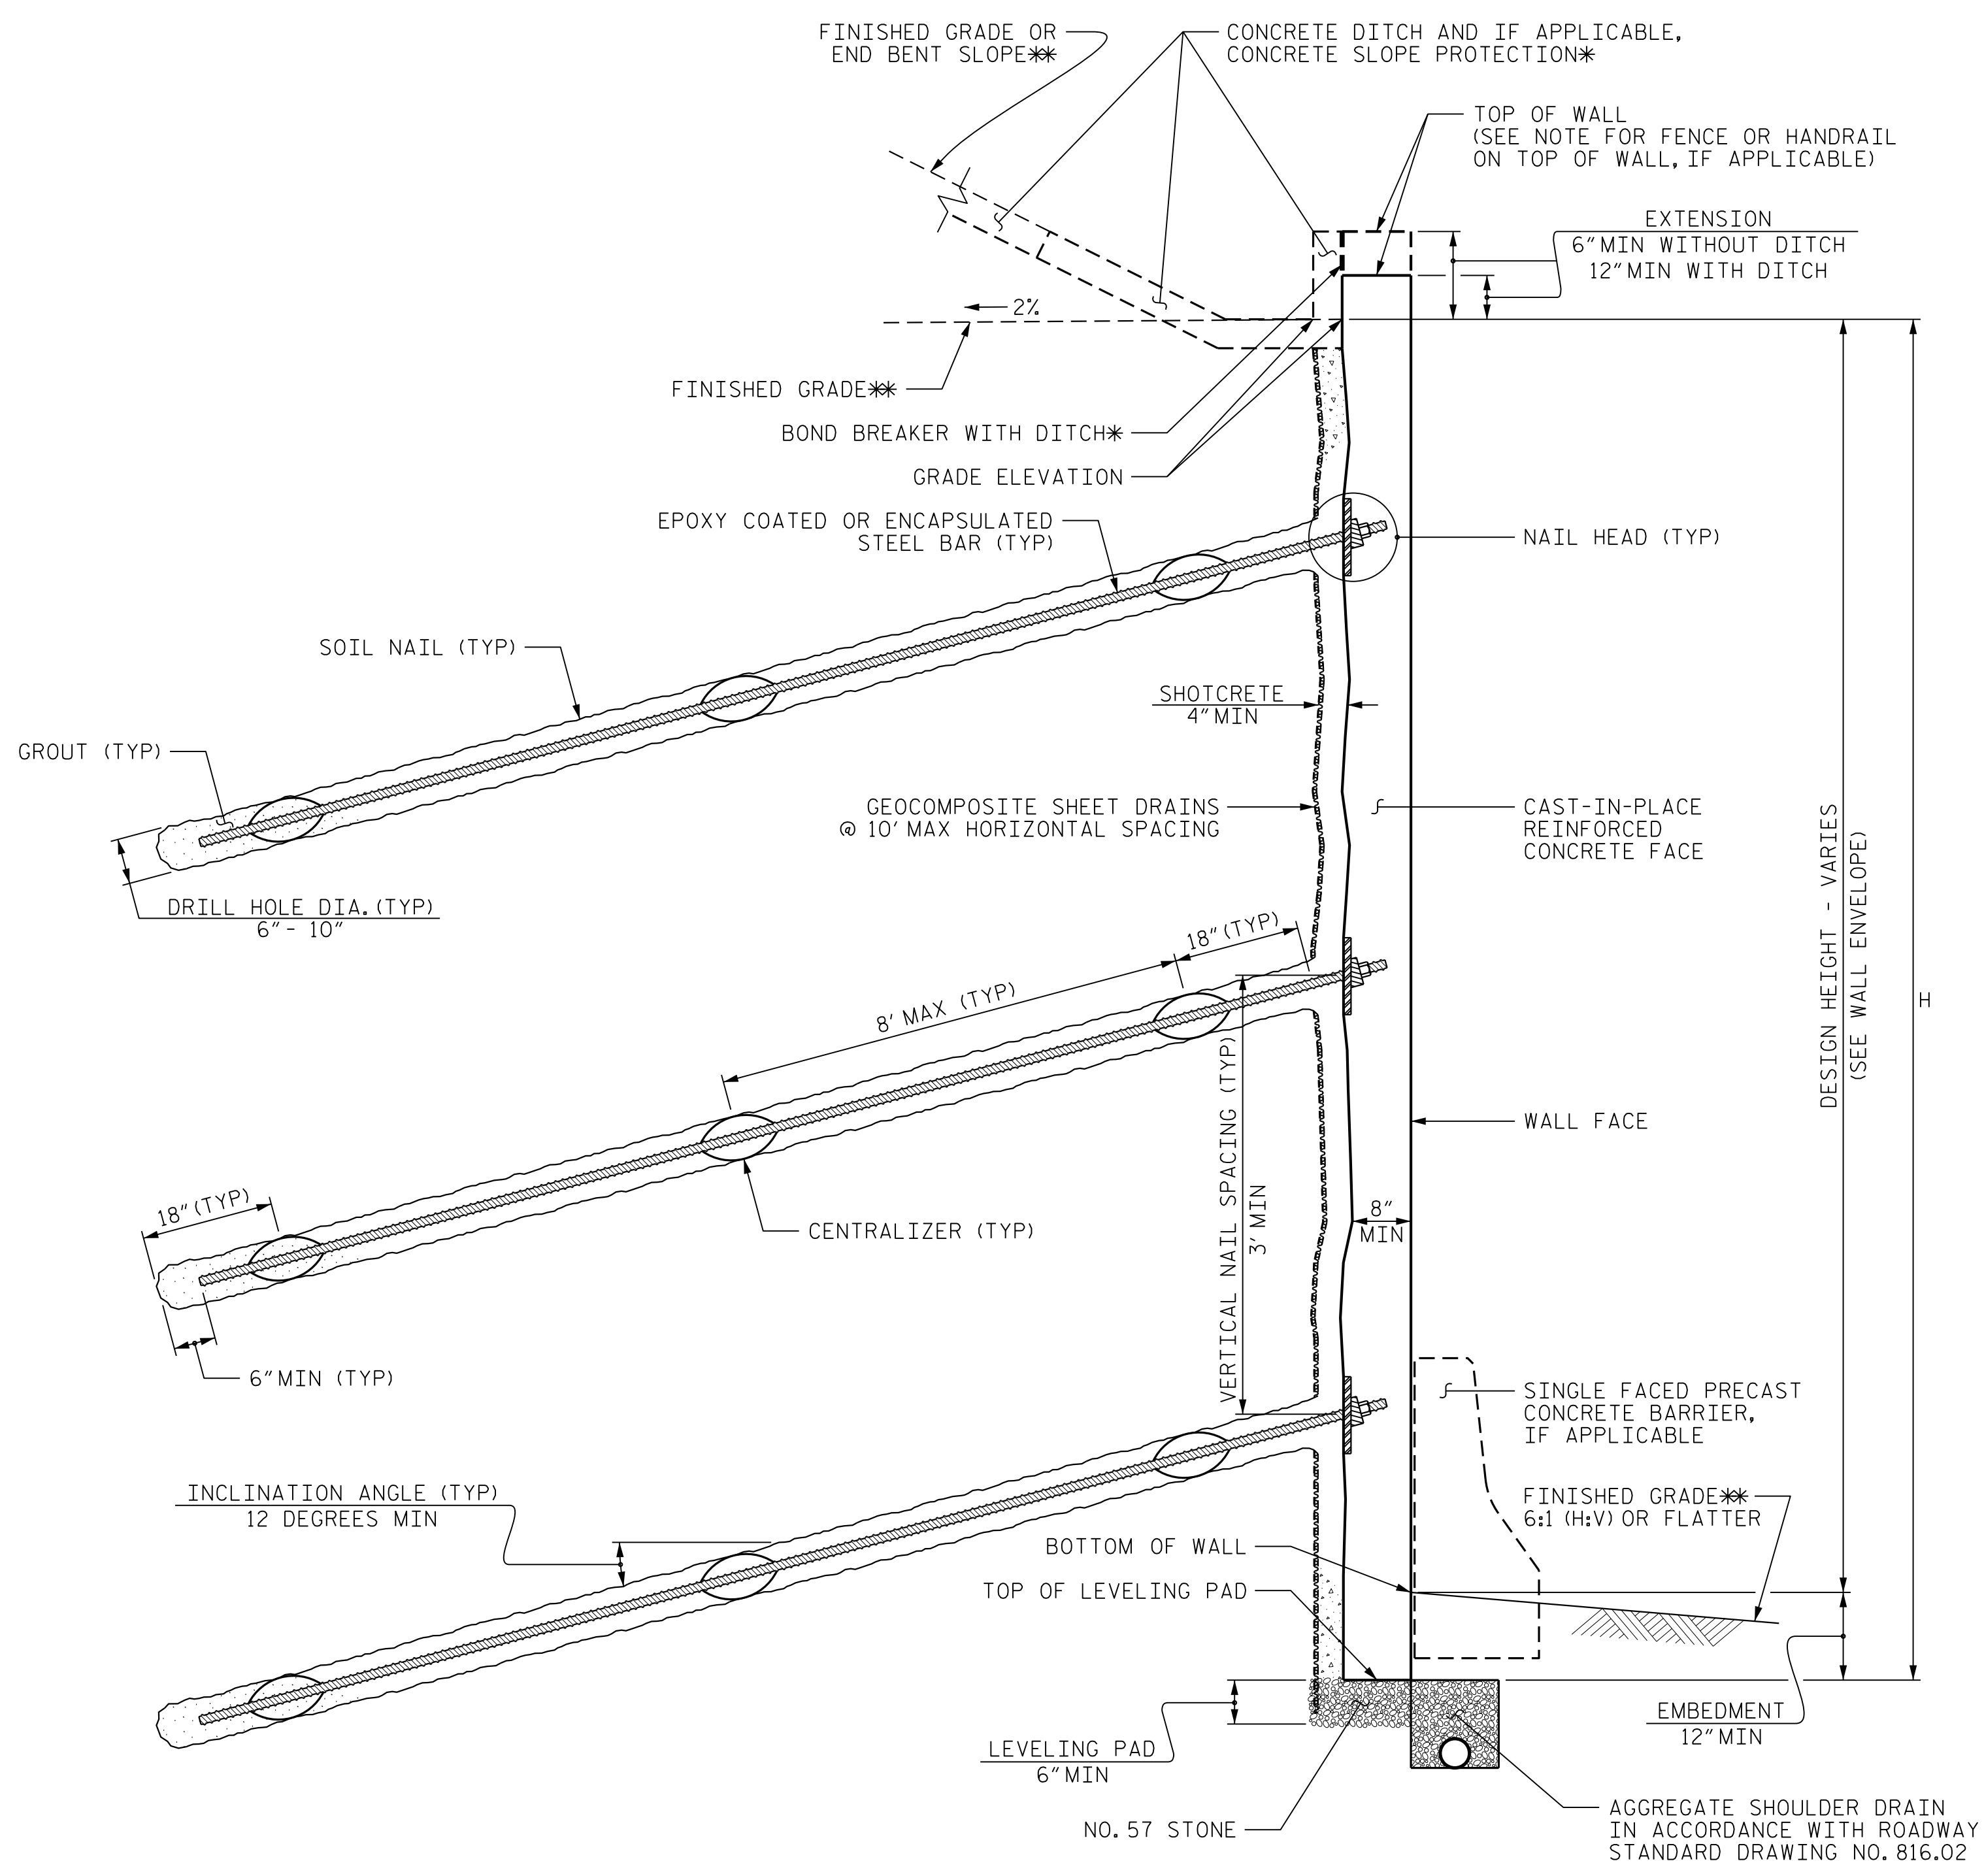 FINISHED GRADE OR
END BENT SLOPE**
CONCRETE DITCH AND IF APPLICABLE,
CONCRETE SLOPE PROTECTION*
TOP OF WALL
(SEE NOTE FOR FENCE OR HANDRAIL
ON TOP OF WALL, IF APPLICABLE)
EXTENSION
6" MIN WITHOUT DITCH
12" MIN WITH DITCH
2%
FINISHED GRADE**
BOND BREAKER WITH DITCH*
GRADE ELEVATION
EPOXY COATED OR ENCAPSULATED
STEEL BAR (TYP)
NAIL HEAD (TYP)
SOIL NAIL (TYP)
SHOTCRETE
4" MIN
GROUT (TYP)
GEOCOMPOSITE SHEET DRAINS
@ 10' MAX HORIZONTAL SPACING
CAST-IN-PLACE
REINFORCED
CONCRETE FACE
DESIGN HEIGHT - VARIES
(SEE WALL ENVELOPE)
H
DRILL HOLE DIA. (TYP)
6" - 10"
18" (TYP)
8' MAX (TYP)
VERTICAL NAIL SPACING (TYP)
3' MIN
WALL FACE
18" (TYP)
CENTRALIZER (TYP)
8"
MIN
6" MIN (TYP)
SINGLE FACED PRECAST
CONCRETE BARRIER,
IF APPLICABLE
INCLINATION ANGLE (TYP)
12 DEGREES MIN
FINISHED GRADE**
6:1 (H:V) OR FLATTER
BOTTOM OF WALL
TOP OF LEVELING PAD
EMBEDMENT
12" MIN
LEVELING PAD
6" MIN
NO. 57 STONE
AGGREGATE SHOULDER DRAIN
IN ACCORDANCE WITH ROADWAY
STANDARD DRAWING NO. 816.02